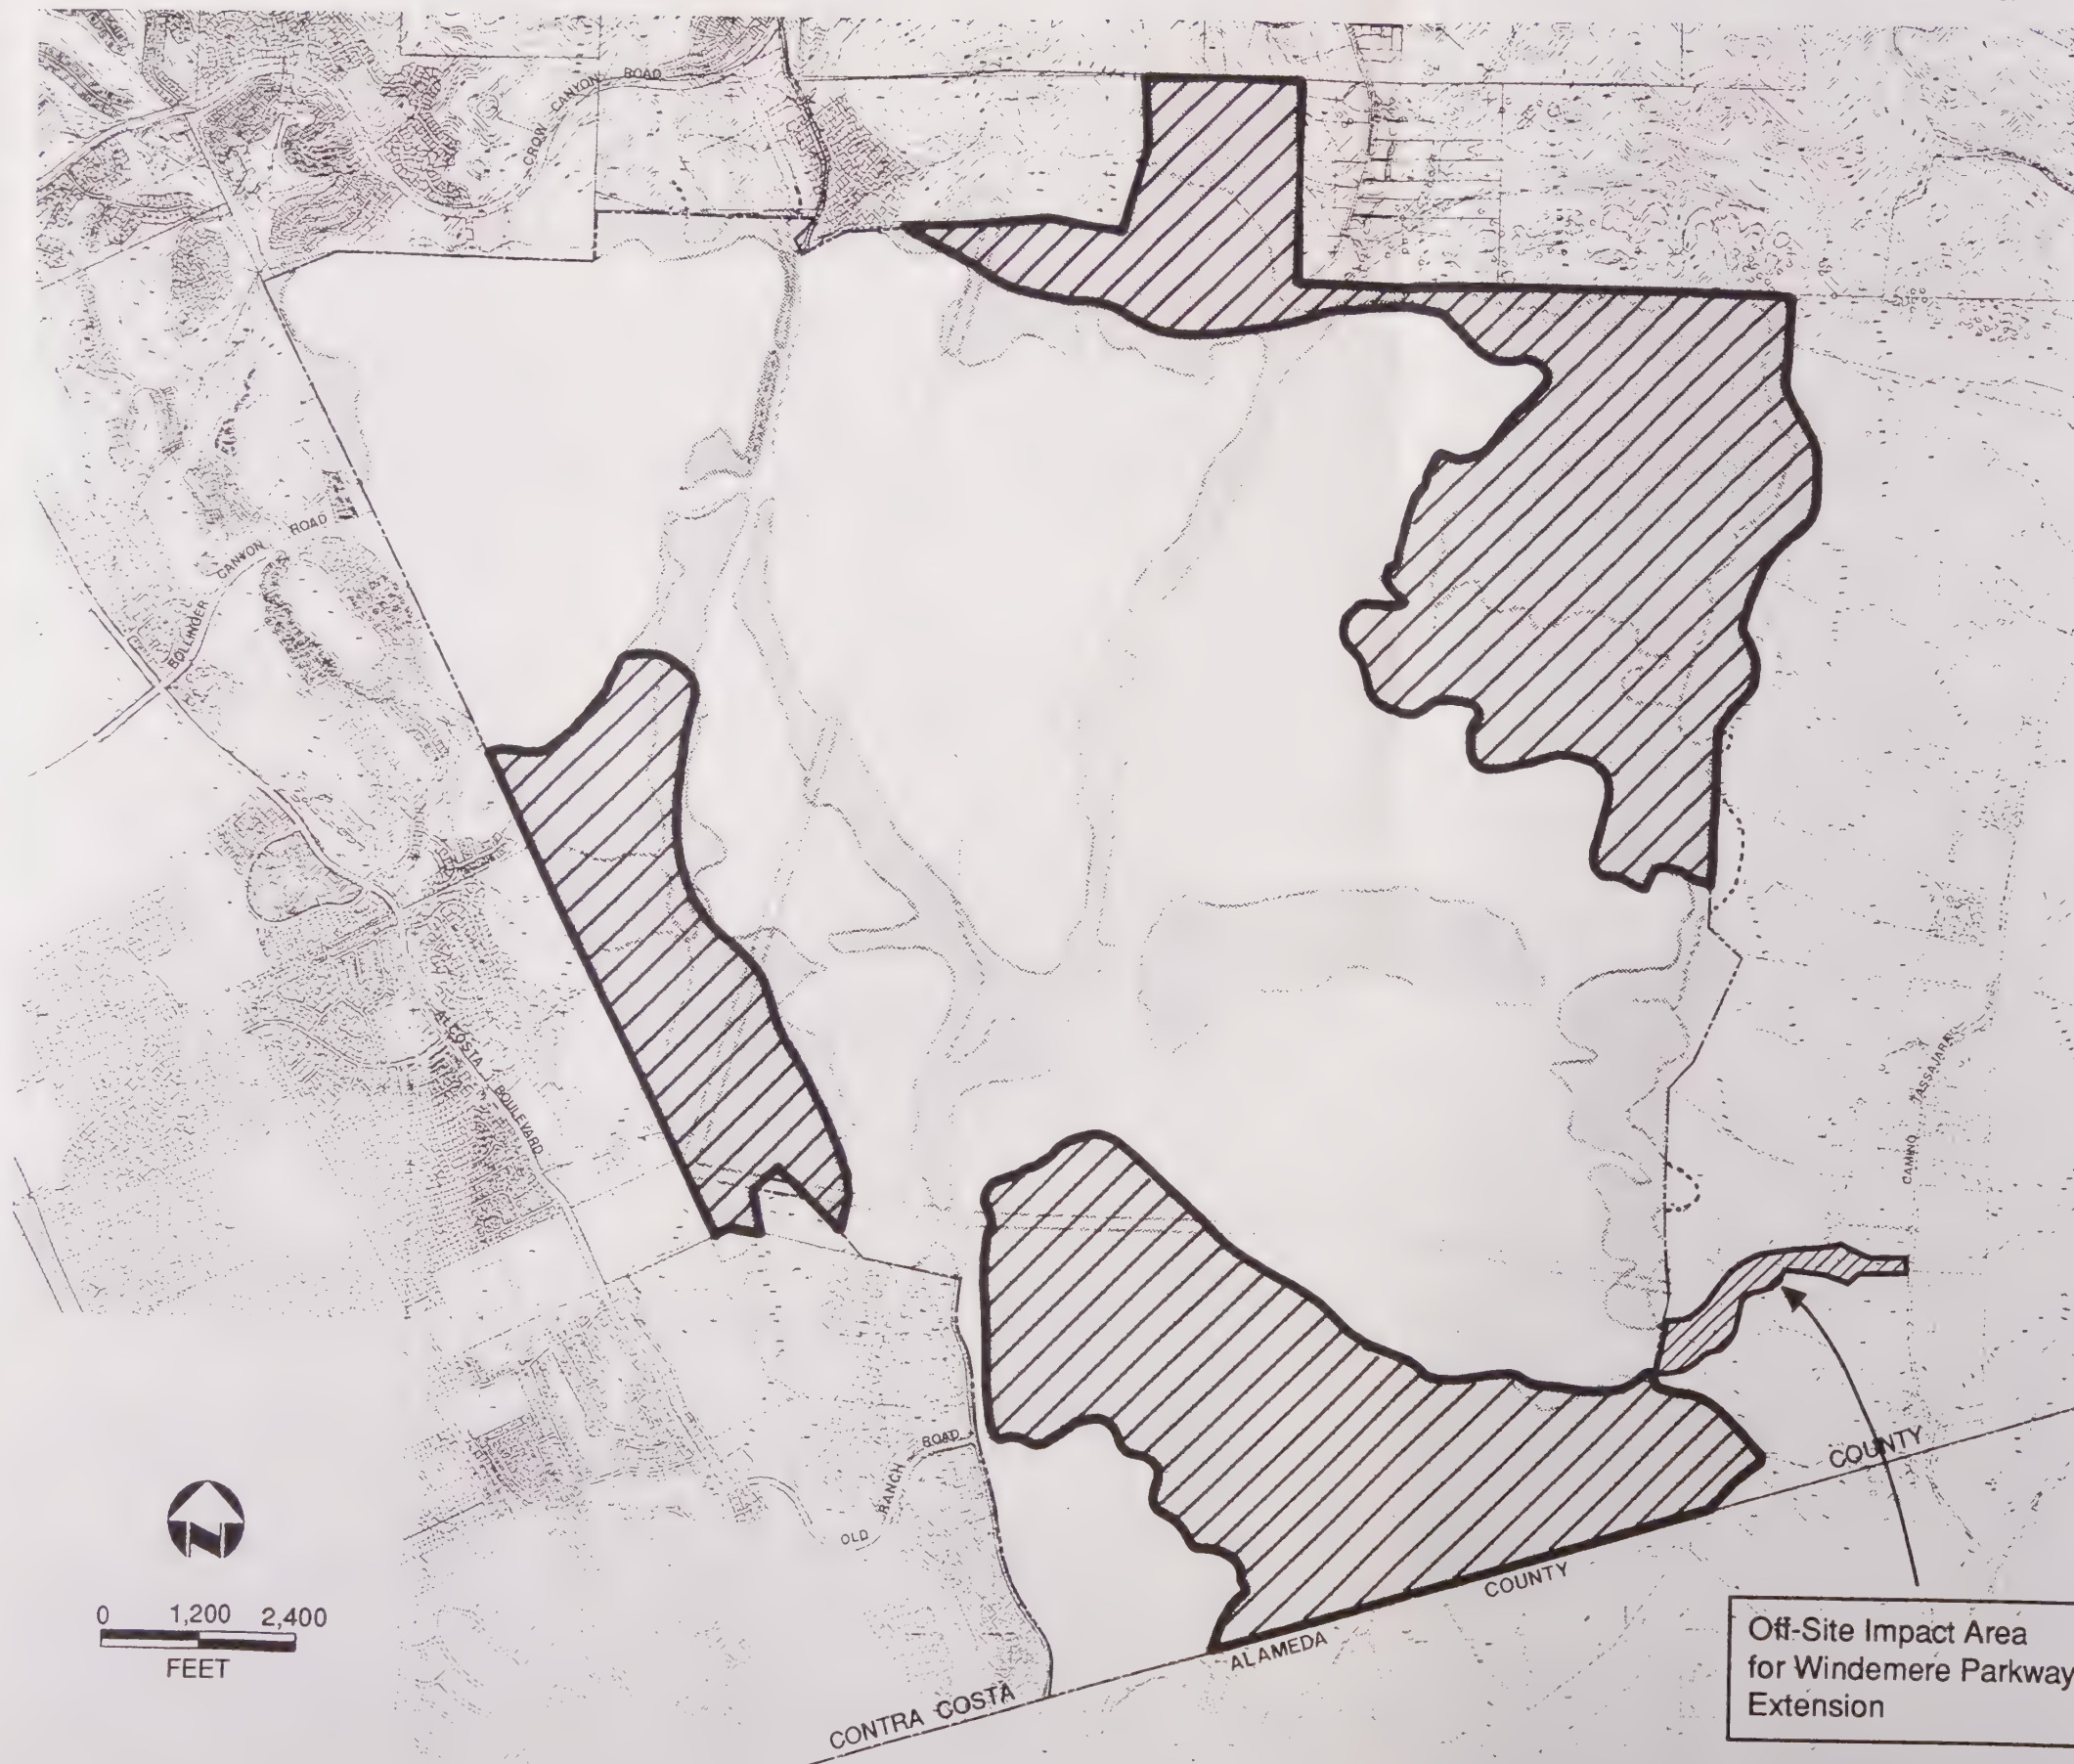 CROW CANYON ROAD
BOLLINGER CANYON ROAD
ALCOSTA BOULEVARD
CAMINO TASSAJARA
OLD RANCH ROAD
COUNTY
COUNTY
ALAMEDA
CONTRA COSTA
N
0 1,200 2,400
FEET
Off-Site Impact Area
for Windemere Parkway
Extension